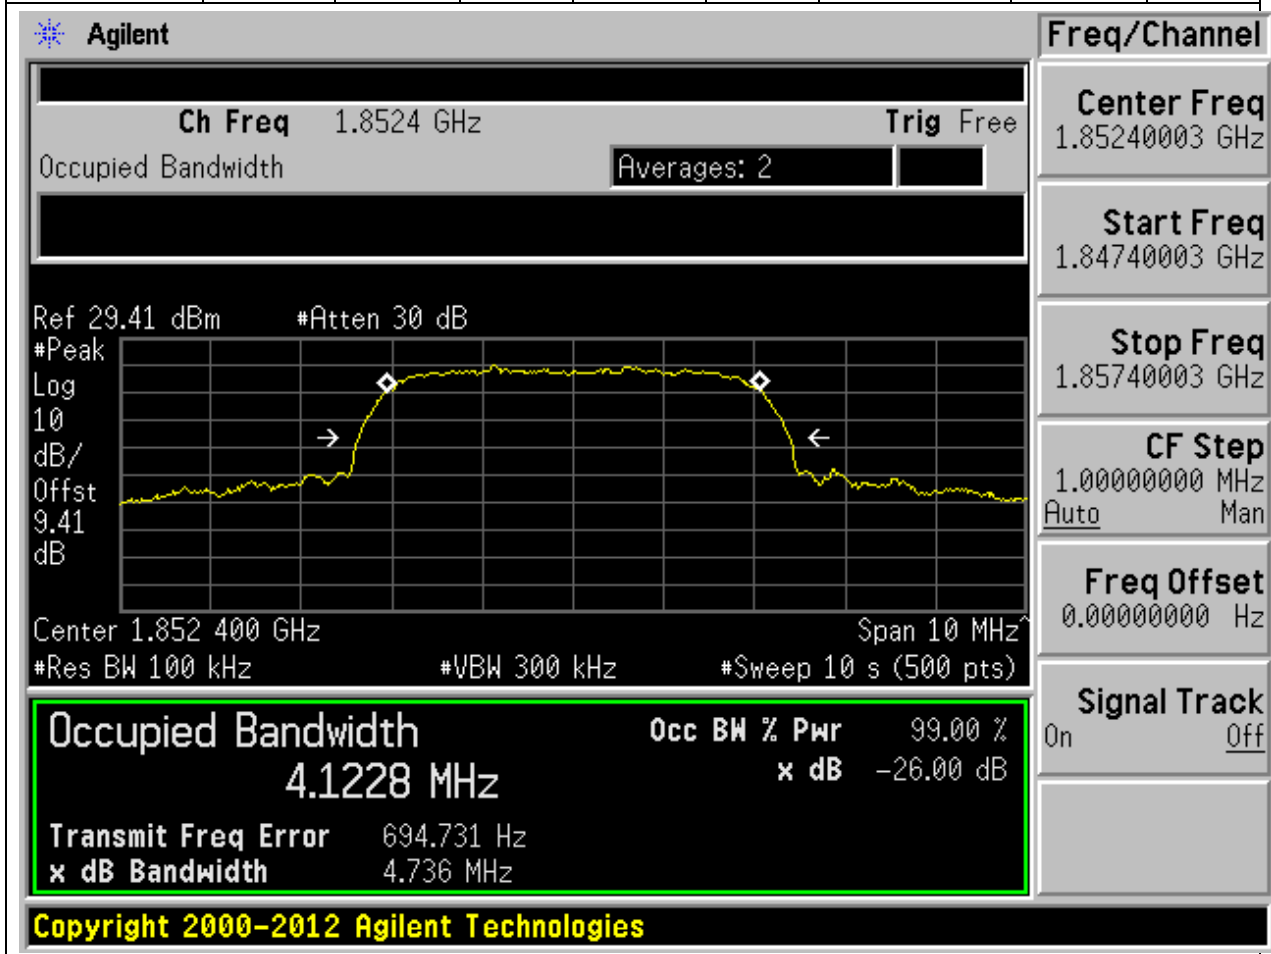 Agilent
Freq/Channel
Ch Freq 1.8524 GHz Trig Free
Occupied Bandwidth Averages: 2
Ref 29.41 dBm #Atten 30 dB
#Peak
Log
10
dB/
Offst
9.41
dB
Center 1.852 400 GHz Span 10 MHz^
#Res BW 100 kHz #VBW 300 kHz #Sweep 10 s (500 pts)
Occupied Bandwidth Occ BW % Pwr 99.00 %
4.1228 MHz x dB -26.00 dB
Transmit Freq Error 694.731 Hz
x dB Bandwidth 4.736 MHz
Copyright 2000-2012 Agilent Technologies
Center Freq
1.85240003 GHz
Start Freq
1.84740003 GHz
Stop Freq
1.85740003 GHz
CF Step
1.00000000 MHz
Auto Man
Freq Offset
0.00000000 Hz
Signal Track
On Off